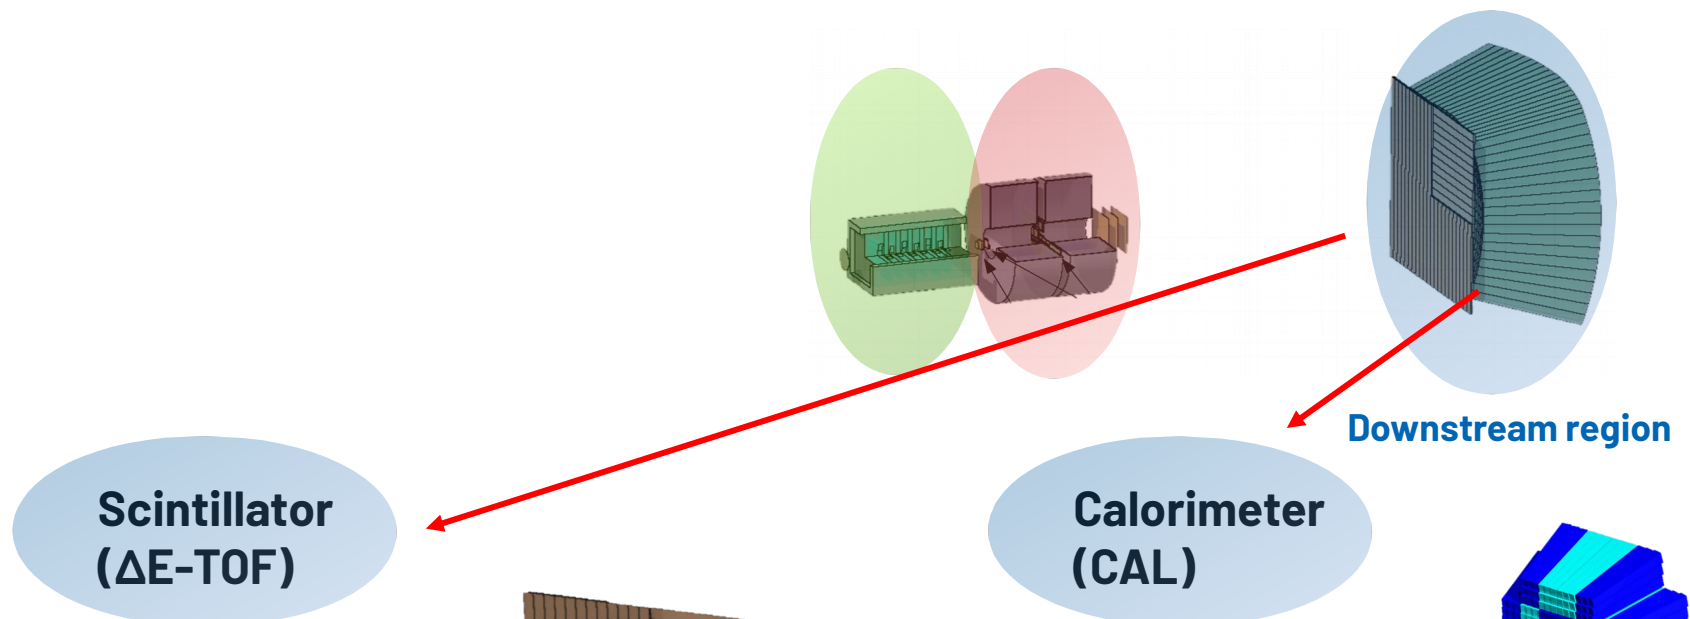 Downstream region
Scintillator
(ΔE-TOF)
Calorimeter
(CAL)